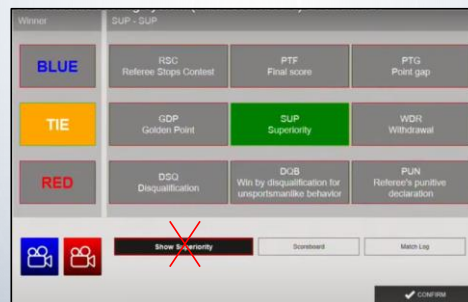 Winner
SUP - SUP
BLUE
RSC
Referee Stops Contest
PTF
Final score
PTG
Point gap
TIE
GDP
Golden Point
SUP
Superiority
WDR
Withdrawal
RED
DSQ
Disqualification
DQB
Win by disqualification for
unsportsmanlike behavior
PUN
Referee's punitive
declaration
Show Superiority
Scoreboard
Match Log
CONFIRM